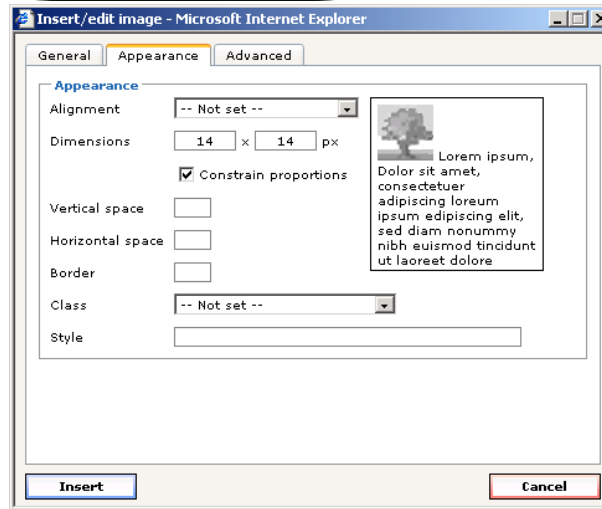 Insert/edit image - Microsoft Internet Explorer
General Appearance Advanced
Appearance
Alignment -- Not set --
Dimensions 14 x 14 px
Constrain proportions
Vertical space
Horizontal space
Border
Class -- Not set --
Style
Lorem ipsum,
Dolor sit amet,
consectetuer
adipiscing loreum
ipsum edipiscing elit,
sed diam nonummy
nibh euismod tincidunt
ut laoreet dolore
Insert Cancel